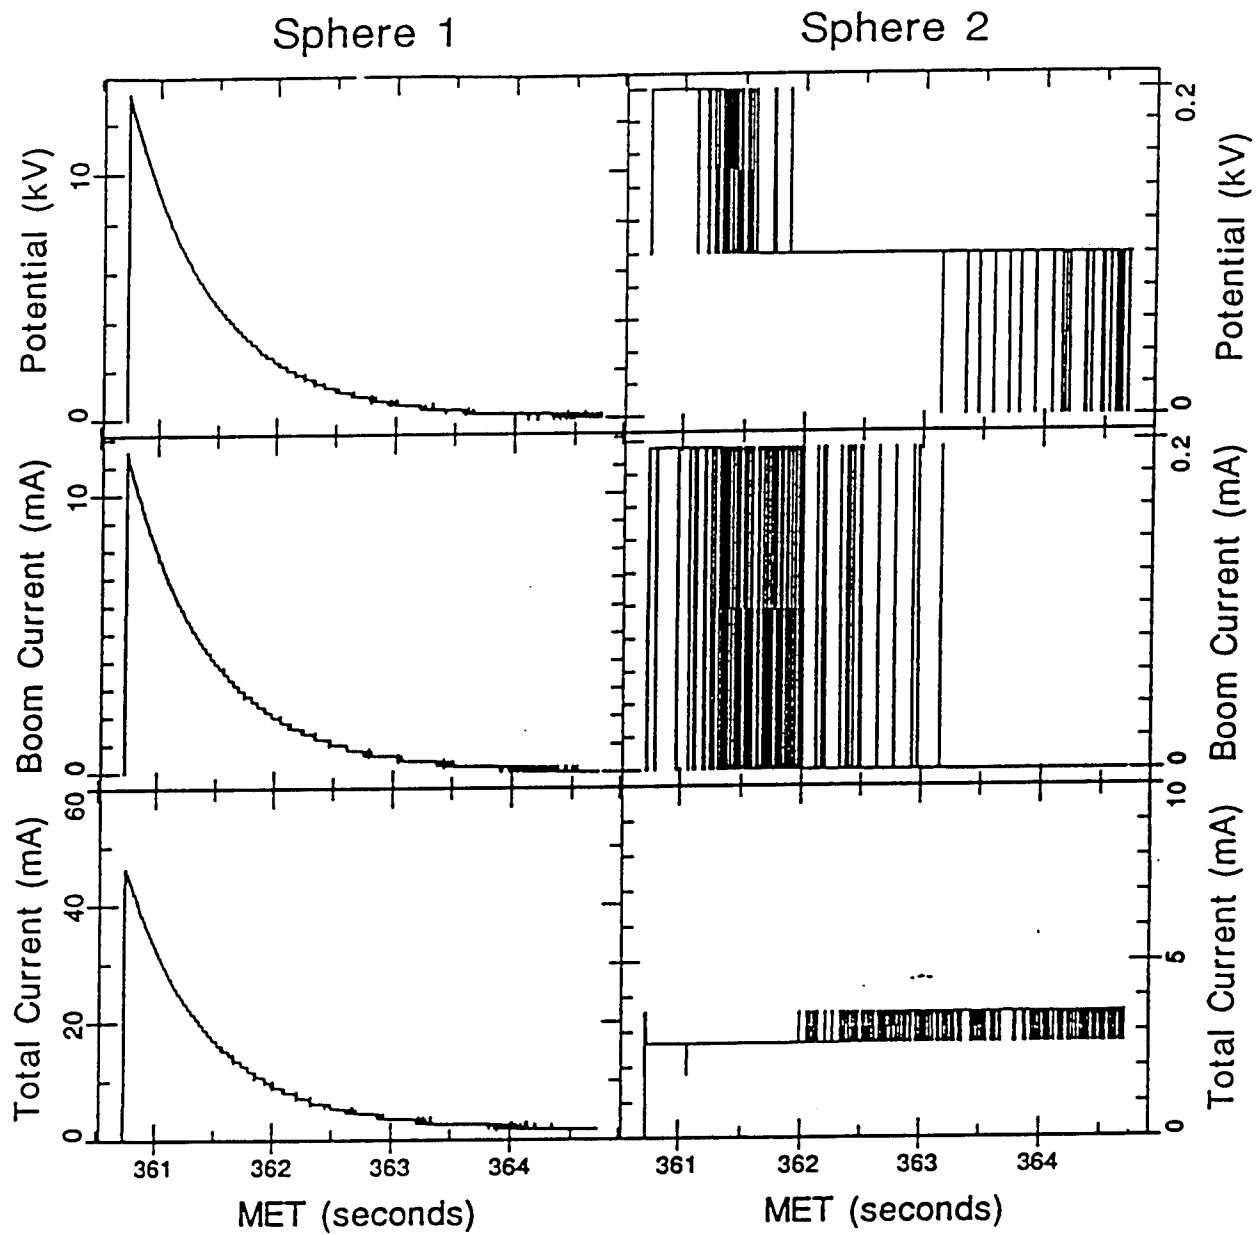 Sphere 1
Sphere 2
Potential (kV)
10
0
0.2
0
Potential (kV)
Boom Current (mA)
10
0
0.2
0
Boom Current (mA)
Total Current (mA)
60
40
20
0
10
5
0
Total Current (mA)
361 362 363 364
361 362 363 364
MET (seconds)
MET (seconds)